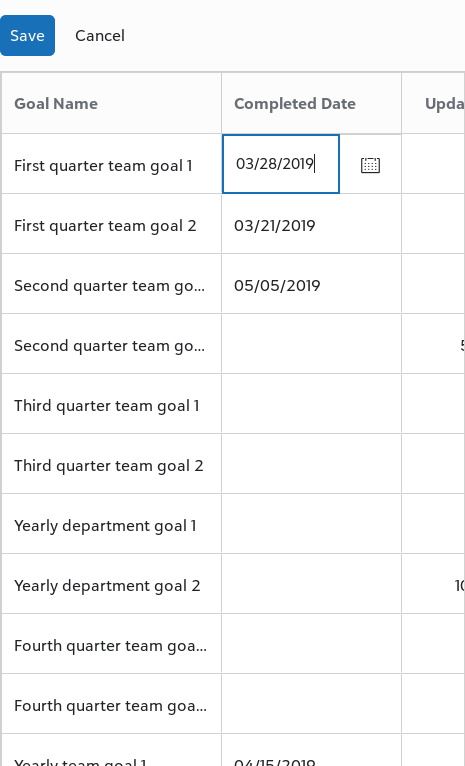 Save Cancel
Goal Name Completed Date Upda
First quarter team goal 1 03/28/2019
First quarter team goal 2 03/21/2019
Second quarter team go... 05/05/2019
Second quarter team go...
Third quarter team goal 1
Third quarter team goal 2
Yearly department goal 1
Yearly department goal 2 10
Fourth quarter team goa...
Fourth quarter team goa...
Yearly team goal 1 04/15/2019